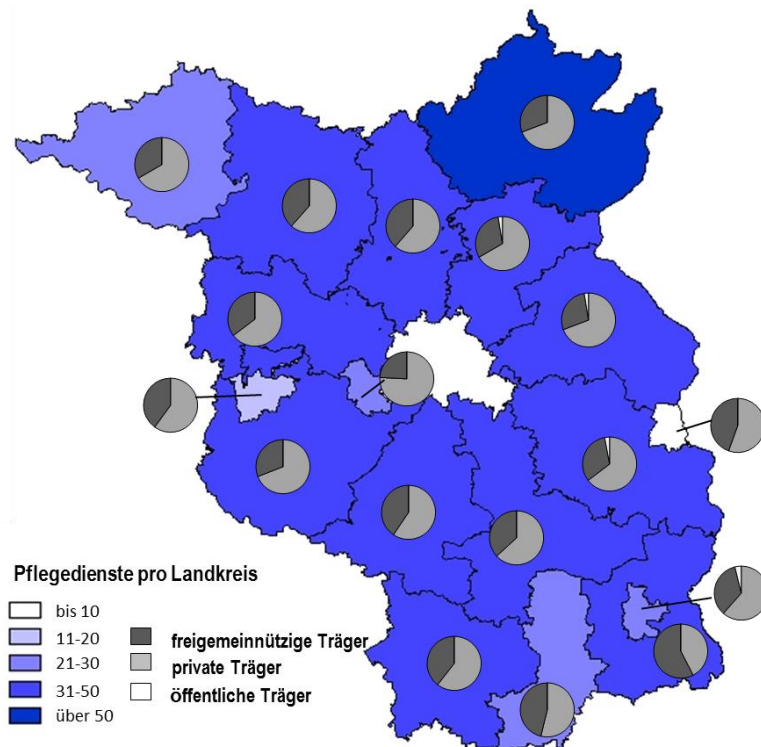 Pflegedienste pro Landkreis
bis 10
11-20
21-30
31-50
über 50
freigemeinnützige Träger
private Träger
öffentliche Träger